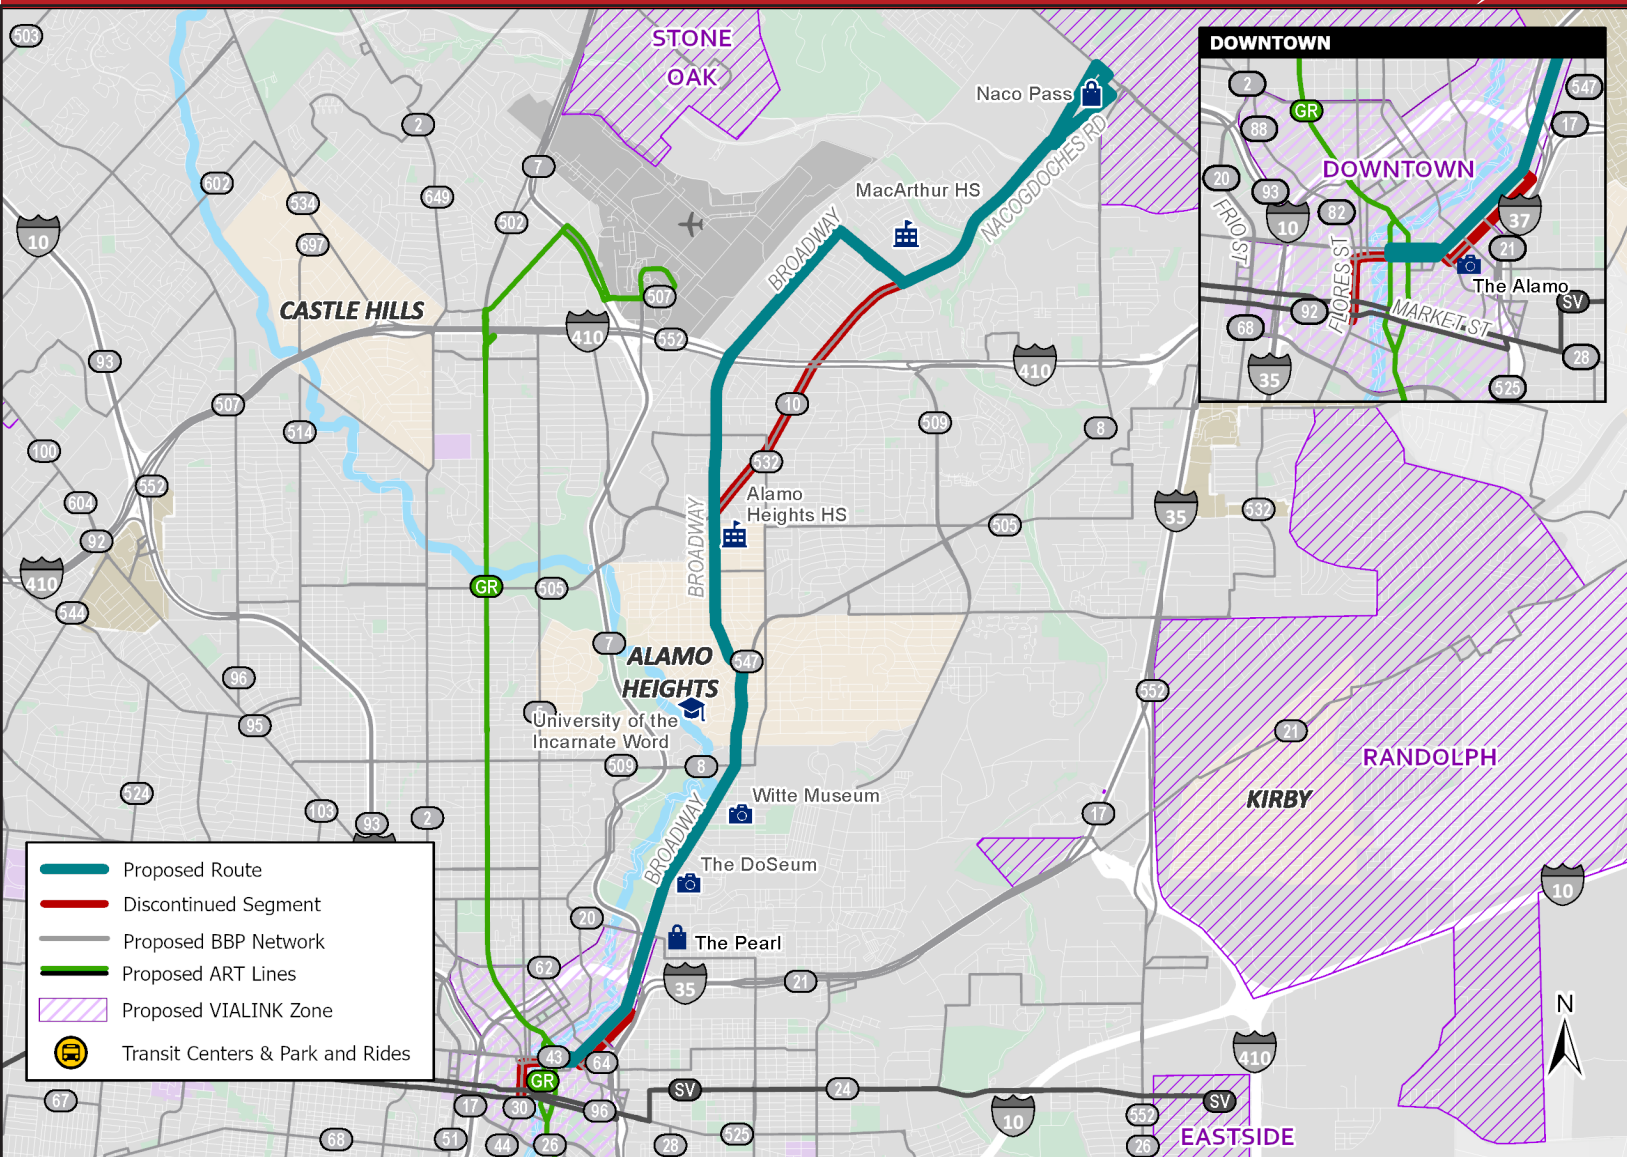 503
STONE
OAK
Naco Pass
2
7
602
534
649
502
697
10
MacArthur HS
NACOGDOCHES RD
BROADWAY
507
CASTLE HILLS
410
552
410
93
507
10
509
8
514
100
532
552
Alamo
Heights HS
604
35
532
BROADWAY
505
92
410
GR
505
544
7
ALAMO
HEIGHTS
547
96
552
University of the
Incarnate Word
95
21
RANDOLPH
509
8
KIRBY
524
Witte Museum
103
93
2
17
BROADWAY
The DoSeum
10
20
The Pearl
62
35
21
N
43
64
410
GR
SV
24
SV
67
17
30
96
10
552
68
51
44
26
28
525
26
EASTSIDE
DOWNTOWN
2
547
GR
88
17
DOWNTOWN
20
93
82
10
37
FRIO ST
FLORES ST
21
The Alamo
SV
92
MARKET ST
68
28
35
525
Proposed Route
Discontinued Segment
Proposed BBP Network
Proposed ART Lines
Proposed VIALINK Zone
Transit Centers & Park and Rides